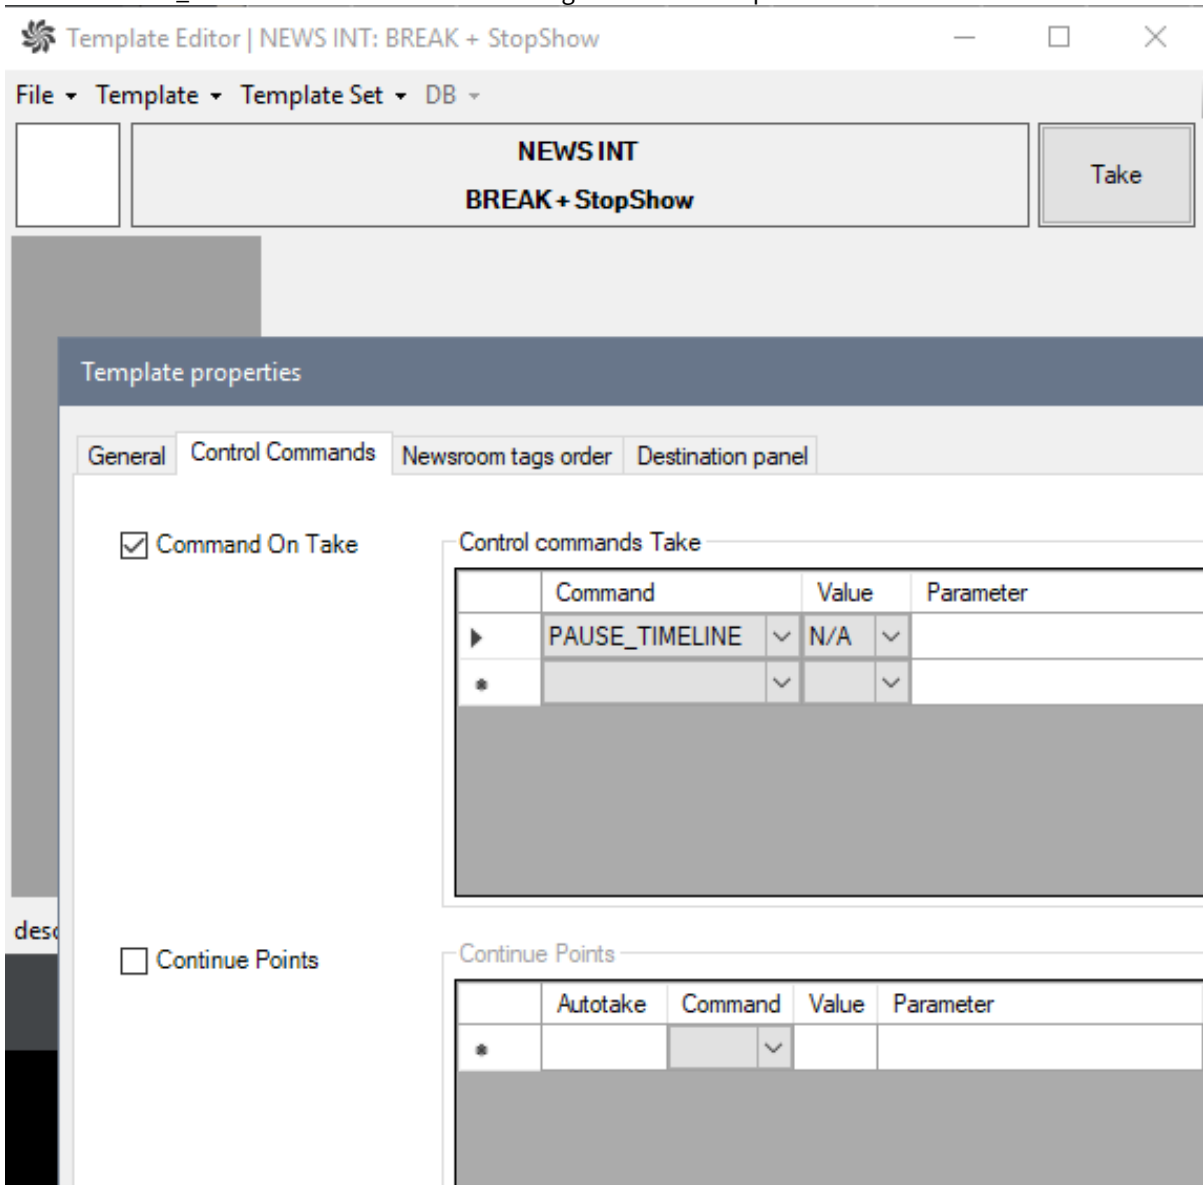 Template Editor | NEWS INT: BREAK + StopShow
File Template Template Set DB
NEWS INT
BREAK + StopShow
Take
Template properties
General Control Commands Newsroom tags order Destination panel
Command On Take
Control commands Take
Command Value Parameter
PAUSE_TIMELINE N/A
Continue Points
Continue Points
Autotake Command Value Parameter